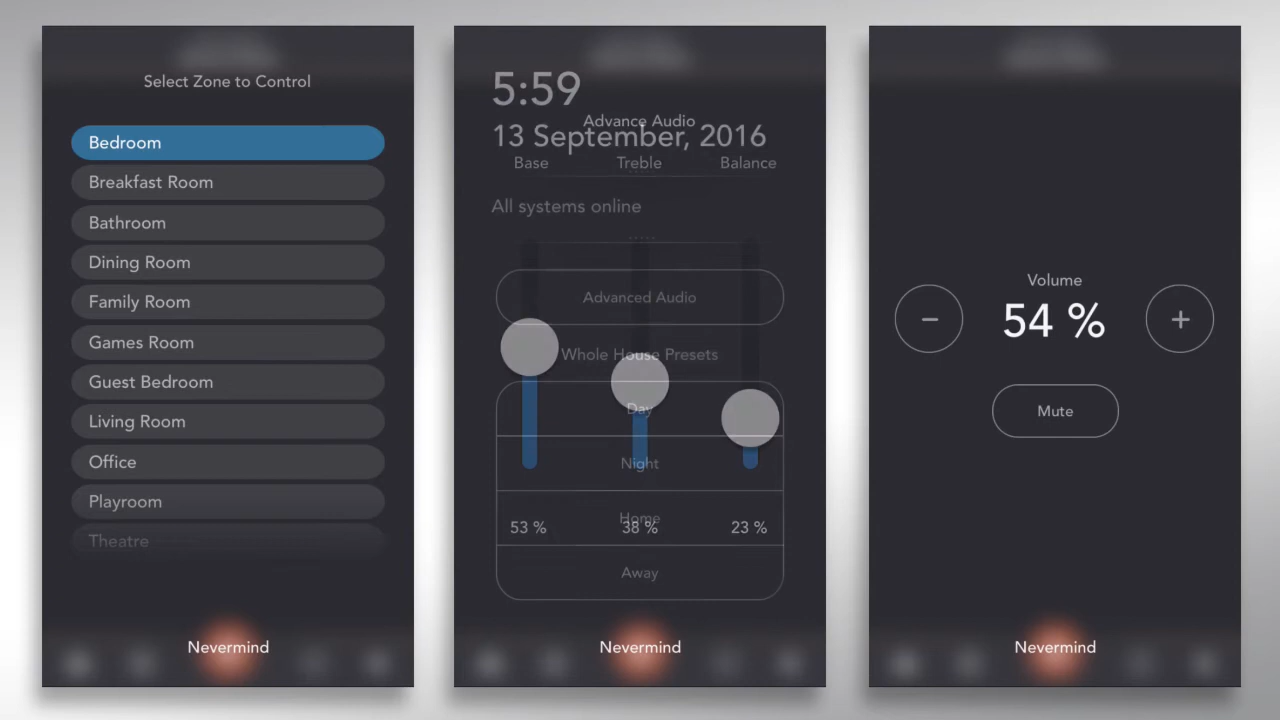 Select Zone to Control
Bedroom
Breakfast Room
Bathroom
Dining Room
Family Room
Games Room
Guest Bedroom
Living Room
Office
Playroom
Theatre
Nevermind
5:59
Advance Audio
13 September, 2016
Base Treble Balance
All systems online
Advanced Audio
Whole House Presets
Day
Night
Home
53 % 38 % 23 %
Away
Nevermind
Volume
− 54 % +
Mute
Nevermind